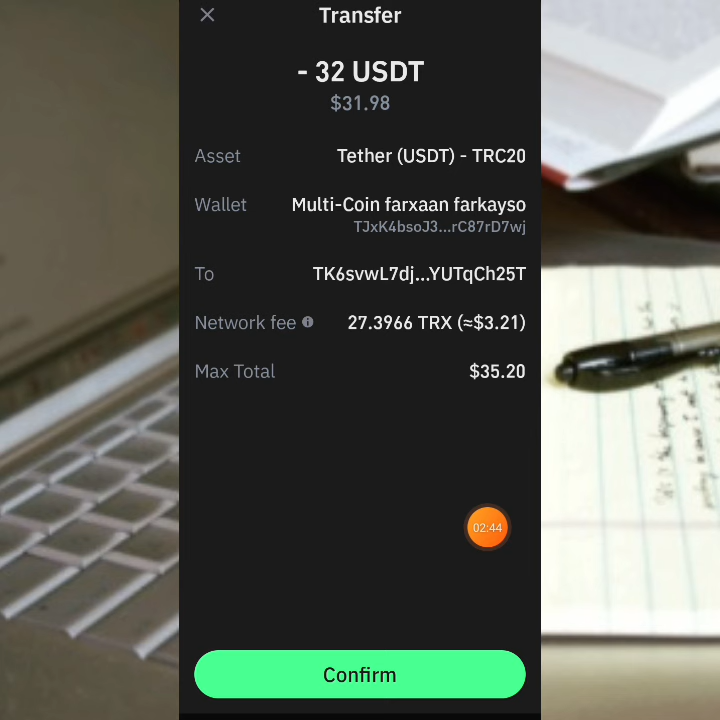 Transfer
- 32 USDT
$31.98
Asset Tether (USDT) - TRC20
Wallet Multi-Coin farxaan farkayso
TJxK4bsoJ3...rC87rD7wj
To TK6svwL7dj...YUTqCh25T
Network fee 27.3966 TRX (≈$3.21)
Max Total $35.20
02:44
Confirm